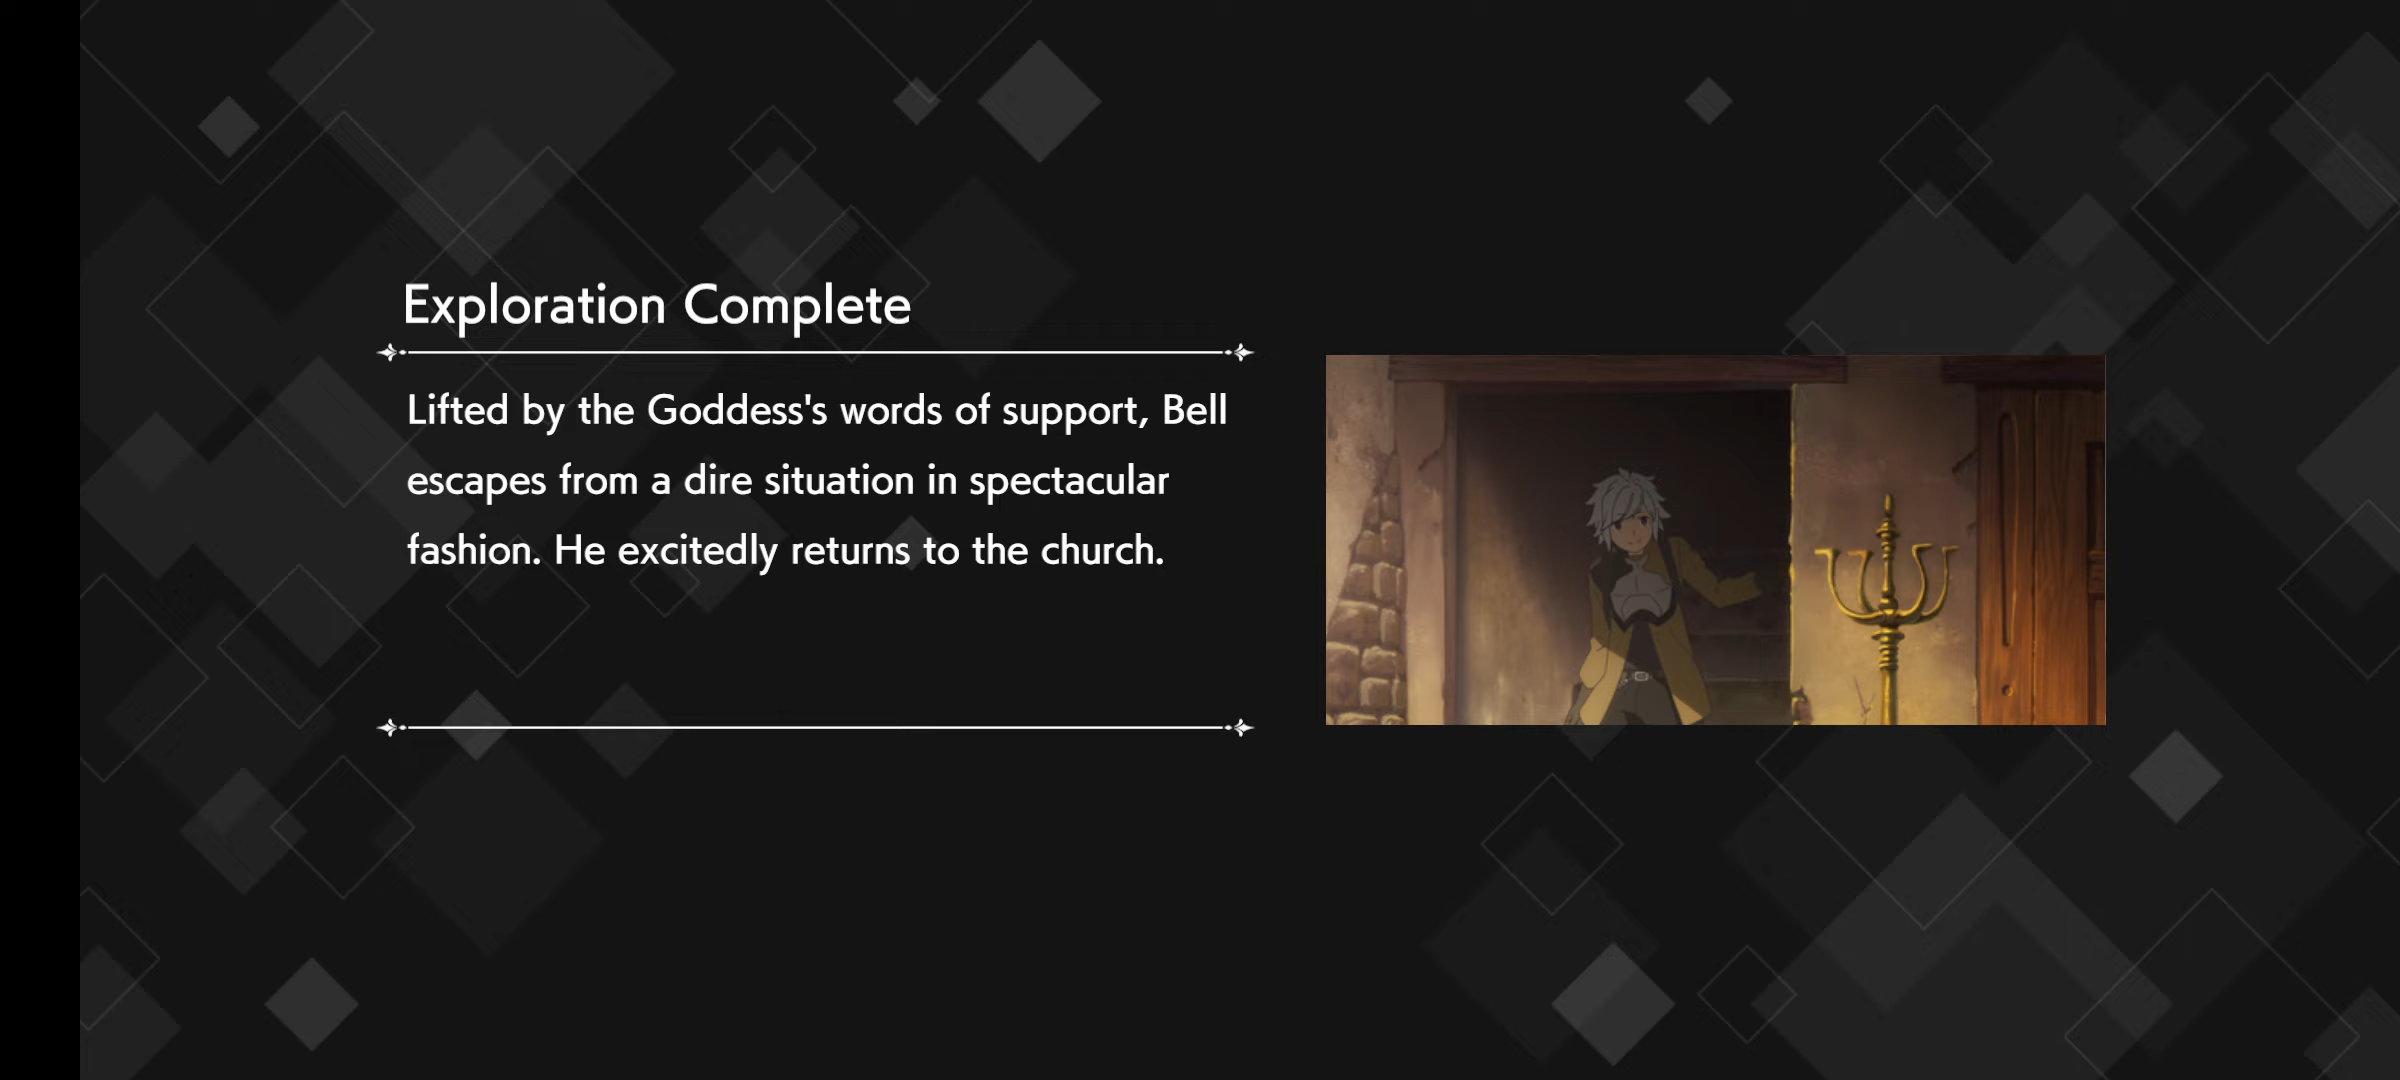 Exploration Complete
Lifted by the Goddess's words of support, Bell
escapes from a dire situation in spectacular
fashion. He excitedly returns to the church.